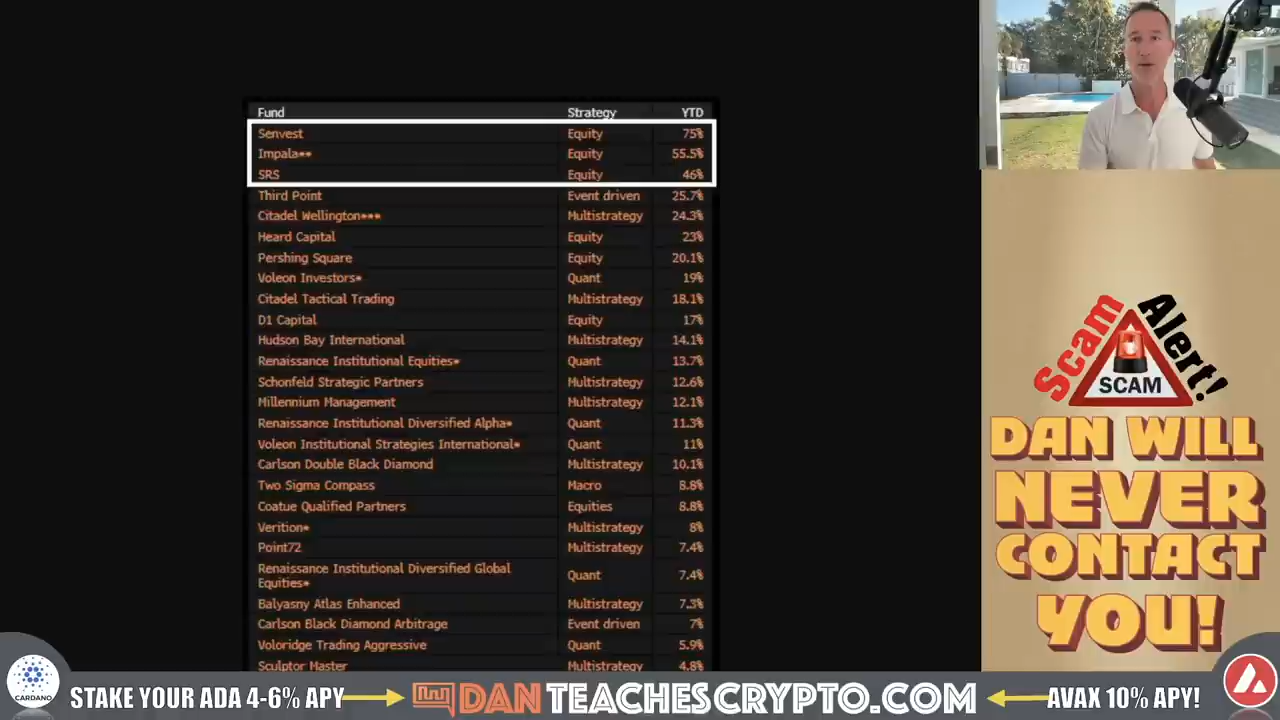 Fund Strategy YTD
Senvest Equity 75%
Impala** Equity 55.5%
SRS Equity 46%
Third Point Event driven 25.7%
Citadel Wellington*** Multistrategy 24.3%
Heard Capital Equity 23%
Pershing Square Equity 20.1%
Voleon Investors* Quant 19%
Citadel Tactical Trading Multistrategy 18.1%
D1 Capital Equity 17%
Hudson Bay International Multistrategy 14.1%
Renaissance Institutional Equities* Quant 13.7%
Schonfeld Strategic Partners Multistrategy 12.6%
Millennium Management Multistrategy 12.1%
Renaissance Institutional Diversified Alpha* Quant 11.3%
Voleon Institutional Strategies International* Quant 11%
Carlson Double Black Diamond Multistrategy 10.1%
Two Sigma Compass Macro 8.8%
Coatue Qualified Partners Equities 8.8%
Verition* Multistrategy 8%
Point72 Multistrategy 7.4%
Renaissance Institutional Diversified Global
Equities* Quant 7.4%
Balyasny Atlas Enhanced Multistrategy 7.3%
Carlson Black Diamond Arbitrage Event driven 7%
Voloridge Trading Aggressive Quant 5.9%
Sculptor Master Multistrategy 4.8%
Scam Alert!
SCAM
DAN WILL
NEVER
CONTACT
YOU!
CARDANO
STAKE YOUR ADA 4-6% APY
DANTEACHESCRYPTO.COM
AVAX 10% APY!